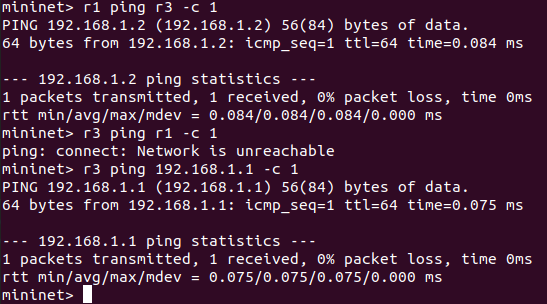 mininet> r1 ping r3 -c 1
PING 192.168.1.2 (192.168.1.2) 56(84) bytes of data.
64 bytes from 192.168.1.2: icmp_seq=1 ttl=64 time=0.084 ms

--- 192.168.1.2 ping statistics ---
1 packets transmitted, 1 received, 0% packet loss, time 0ms
rtt min/avg/max/mdev = 0.084/0.084/0.084/0.000 ms
mininet> r3 ping r1 -c 1
ping: connect: Network is unreachable
mininet> r3 ping 192.168.1.1 -c 1
PING 192.168.1.1 (192.168.1.1) 56(84) bytes of data.
64 bytes from 192.168.1.1: icmp_seq=1 ttl=64 time=0.075 ms

--- 192.168.1.1 ping statistics ---
1 packets transmitted, 1 received, 0% packet loss, time 0ms
rtt min/avg/max/mdev = 0.075/0.075/0.075/0.000 ms
mininet>